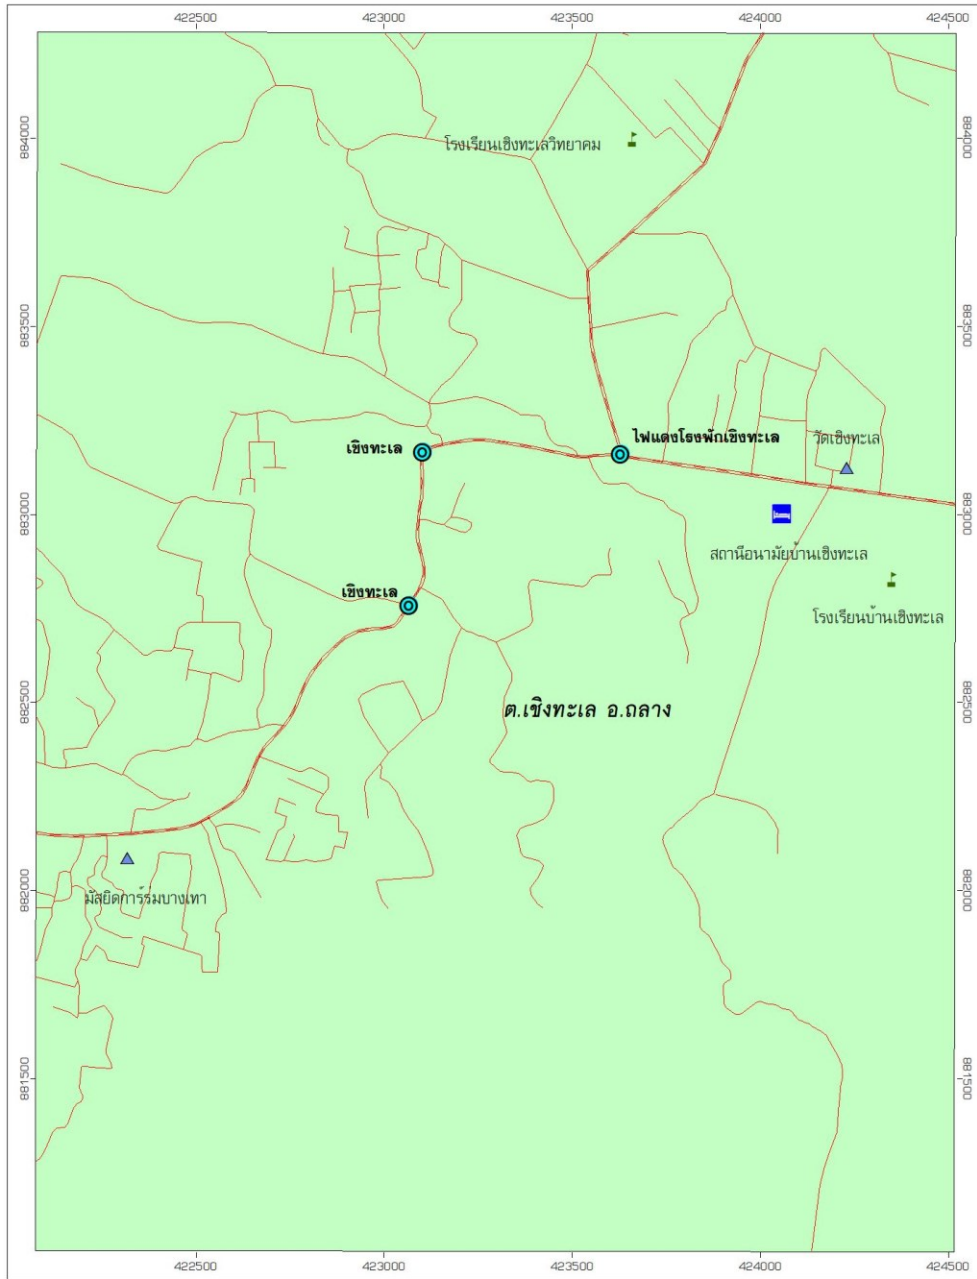 422500 423000 423500 424000 424500
884000 884000
โรงเรียนเชิงทะเลวิทยาคม
883500 883500
เชิงทะเล
ไฟแดงโรงพักเชิงทะเล
วัดเชิงทะเล
883000 883000
สถานีอนามัยบ้านเชิงทะเล
เชิงทะเล
โรงเรียนบ้านเชิงทะเล
882500 882500
ต.เชิงทะเล อ.ถลาง
882000 882000
มัสยิดการ์ริมบางเทา
881500 881500
422500 423000 423500 424000 424500